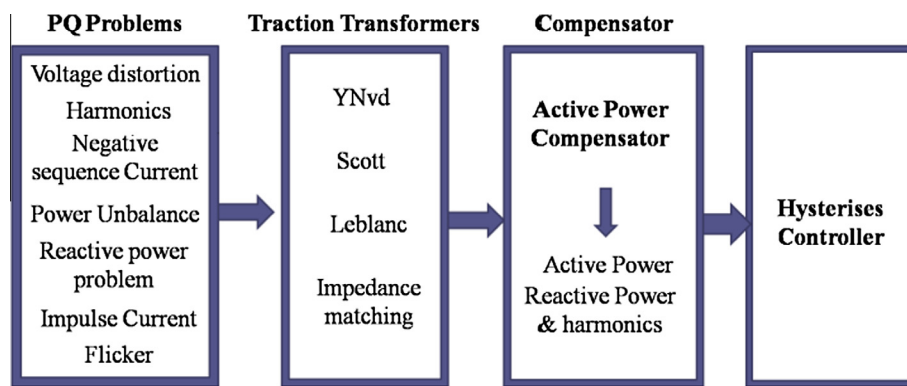 PQ Problems
Voltage distortion
Harmonics
Negative
sequence Current
Power Unbalance
Reactive power
problem
Impulse Current
Flicker
Traction Transformers
YNvd
Scott
Leblanc
Impedance
matching
Compensator
Active Power
Compensator
Active Power
Reactive Power
& harmonics
Hysterises
Controller